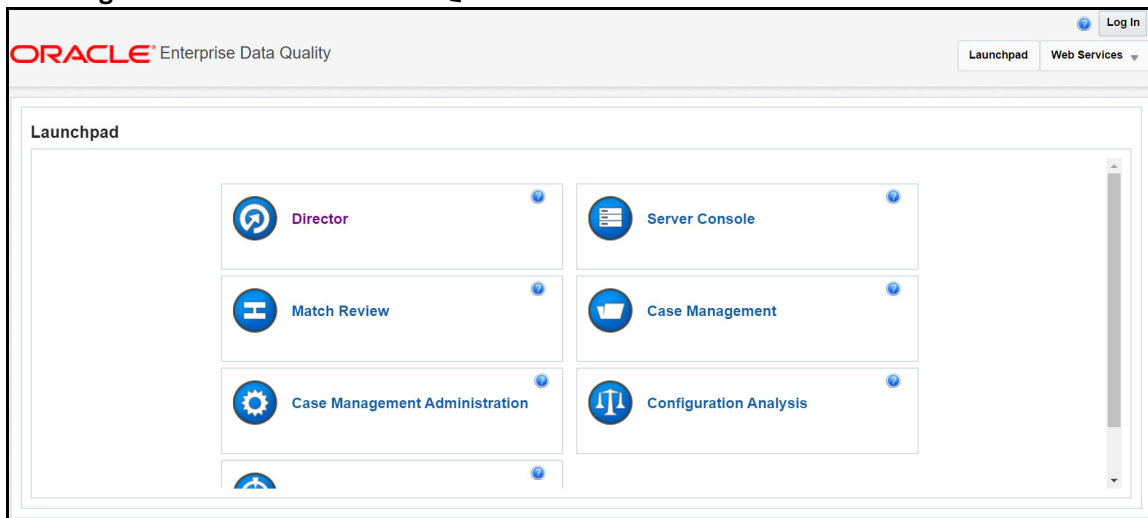 Log In
ORACLE® Enterprise Data Quality
Launchpad Web Services
Launchpad
Director
Server Console
Match Review
Case Management
Case Management Administration
Configuration Analysis